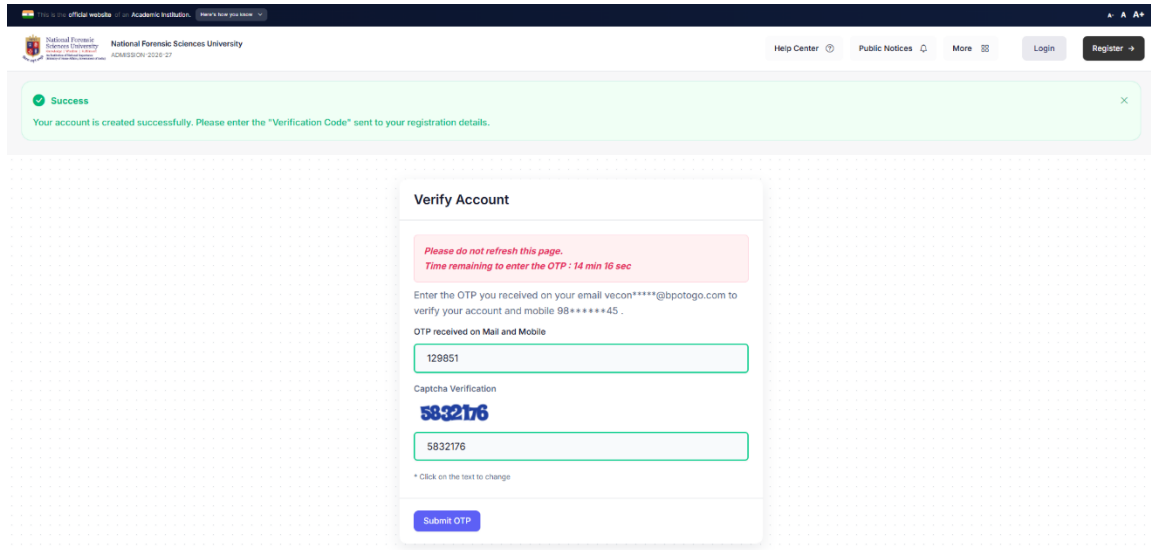 This is the official website of an Academic Institution. Here's how you know
A- A A+
National Forensic
Sciences University
National Forensic Sciences University
ADMISSION-2026-27
Help Center
Public Notices
More
Login
Register →
Success
Your account is created successfully. Please enter the "Verification Code" sent to your registration details.
Verify Account
Please do not refresh this page.
Time remaining to enter the OTP : 14 min 16 sec
Enter the OTP you received on your email vecon*****@bpotogo.com to
verify your account and mobile 98******45 .
OTP received on Mail and Mobile
129851
Captcha Verification
5832176
5832176
* Click on the text to change
Submit OTP